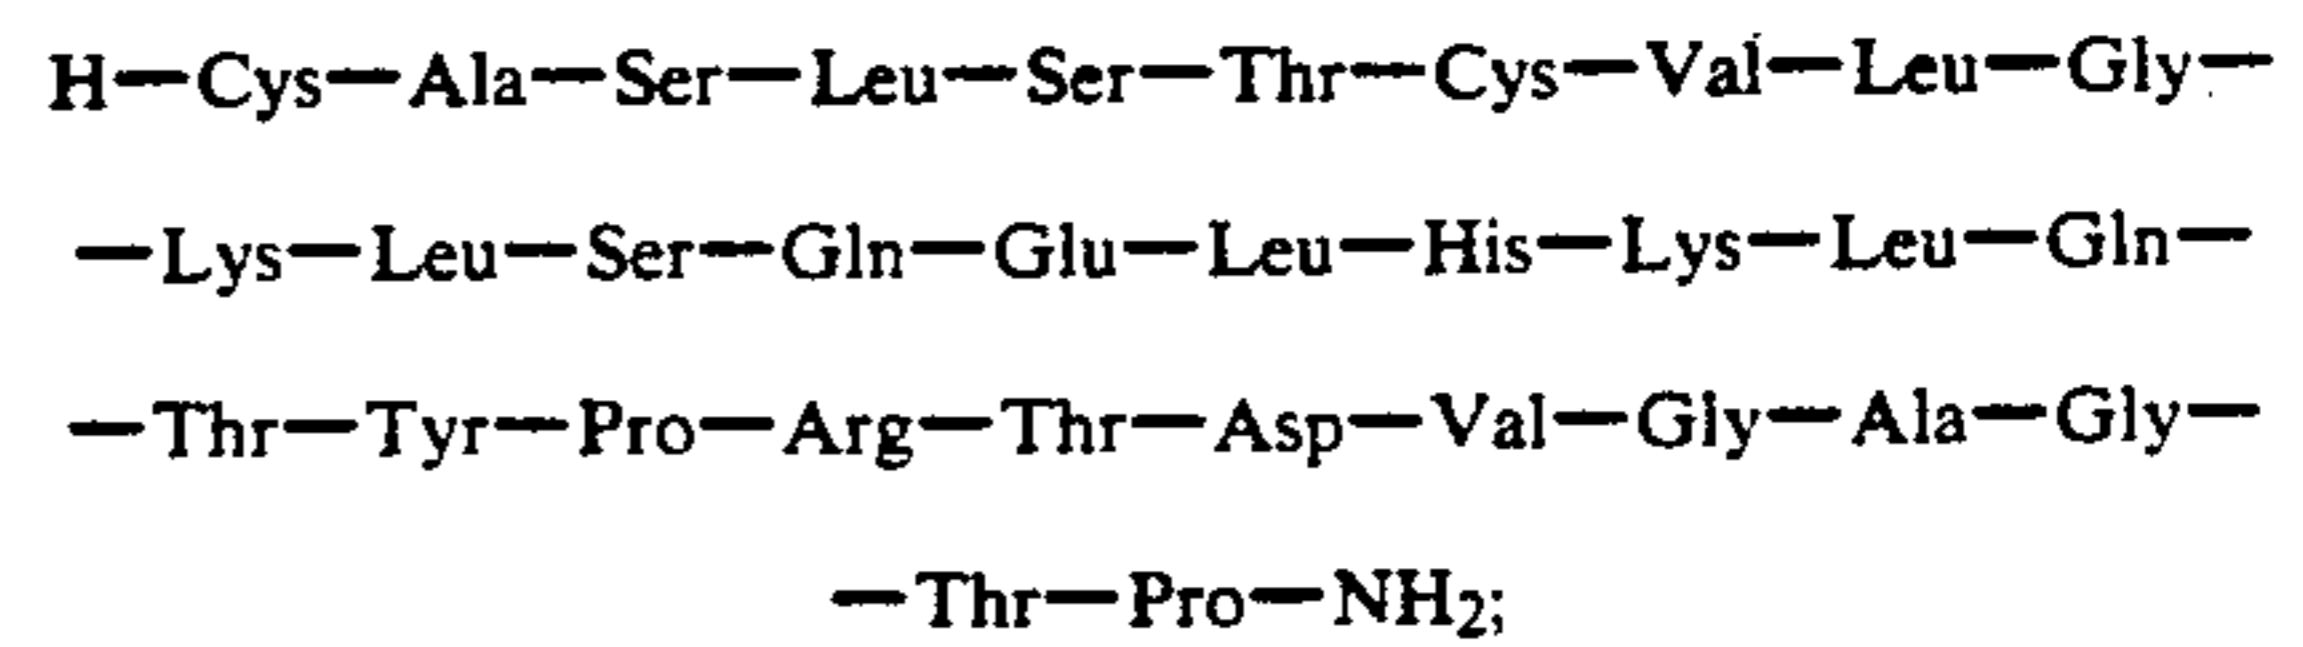 H—Cys—Ala—Ser—Leu—Ser—Thr—Cys—Val—Leu—Gly—
—Lys—Leu—Ser—Gln—Glu—Leu—His—Lys—Leu—Gln—
—Thr—Tyr—Pro—Arg—Thr—Asp—Val—Gly—Ala—Gly—
—Thr—Pro—NH₂;